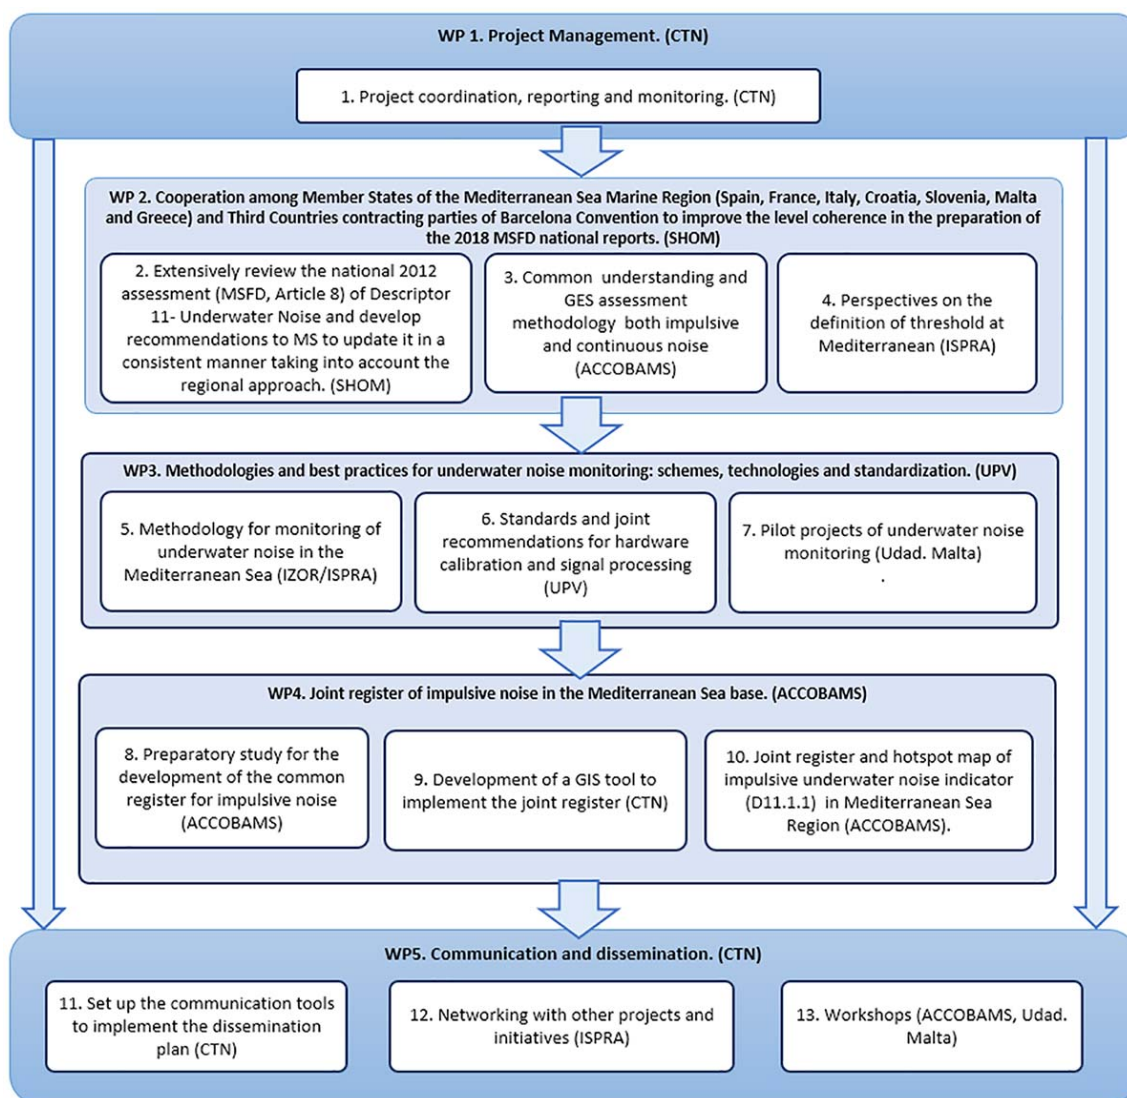 WP 1. Project Management. (CTN)
1. Project coordination, reporting and monitoring. (CTN)
WP 2. Cooperation among Member States of the Mediterranean Sea Marine Region (Spain, France, Italy, Croatia, Slovenia, Malta
and Greece) and Third Countries contracting parties of Barcelona Convention to improve the level coherence in the preparation of
the 2018 MSFD national reports. (SHOM)
2. Extensively review the national 2012
assessment (MSFD, Article 8) of Descriptor
11- Underwater Noise and develop
recommendations to MS to update it in a
consistent manner taking into account the
regional approach. (SHOM)
3. Common understanding and
GES assessment
methodology both impulsive
and continuous noise
(ACCOBAMS)
4. Perspectives on the
definition of threshold at
Mediterranean (ISPRA)
WP3. Methodologies and best practices for underwater noise monitoring: schemes, technologies and standardization. (UPV)
5. Methodology for monitoring of
underwater noise in the
Mediterranean Sea (IZOR/ISPRA)
6. Standards and joint
recommendations for hardware
calibration and signal processing
(UPV)
7. Pilot projects of underwater noise
monitoring (Udad. Malta)
.
WP4. Joint register of impulsive noise in the Mediterranean Sea base. (ACCOBAMS)
8. Preparatory study for the
development of the common
register for impulsive noise
(ACCOBAMS)
9. Development of a GIS tool to
implement the joint register (CTN)
10. Joint register and hotspot map of
impulsive underwater noise indicator
(D11.1.1) in Mediterranean Sea
Region (ACCOBAMS).
WP5. Communication and dissemination. (CTN)
11. Set up the communication tools
to implement the dissemination
plan (CTN)
12. Networking with other projects and
initiatives (ISPRA)
13. Workshops (ACCOBAMS, Udad.
Malta)